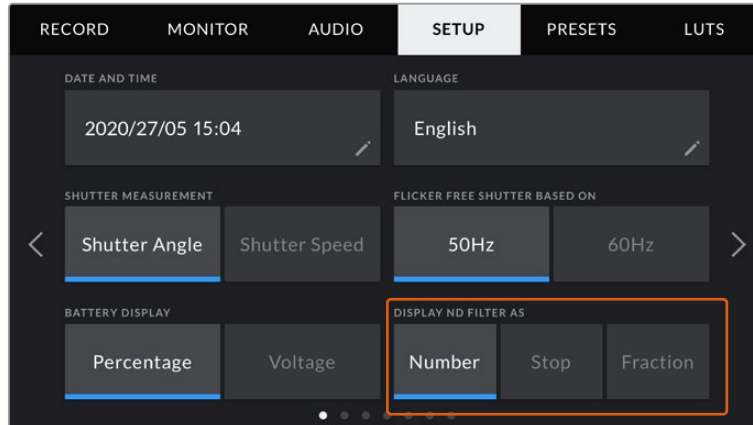 RECORD MONITOR AUDIO SETUP PRESETS LUTS
DATE AND TIME LANGUAGE
2020/27/05 15:04 English
SHUTTER MEASUREMENT FLICKER FREE SHUTTER BASED ON
Shutter Angle Shutter Speed 50Hz 60Hz
BATTERY DISPLAY DISPLAY ND FILTER AS
Percentage Voltage Number Stop Fraction